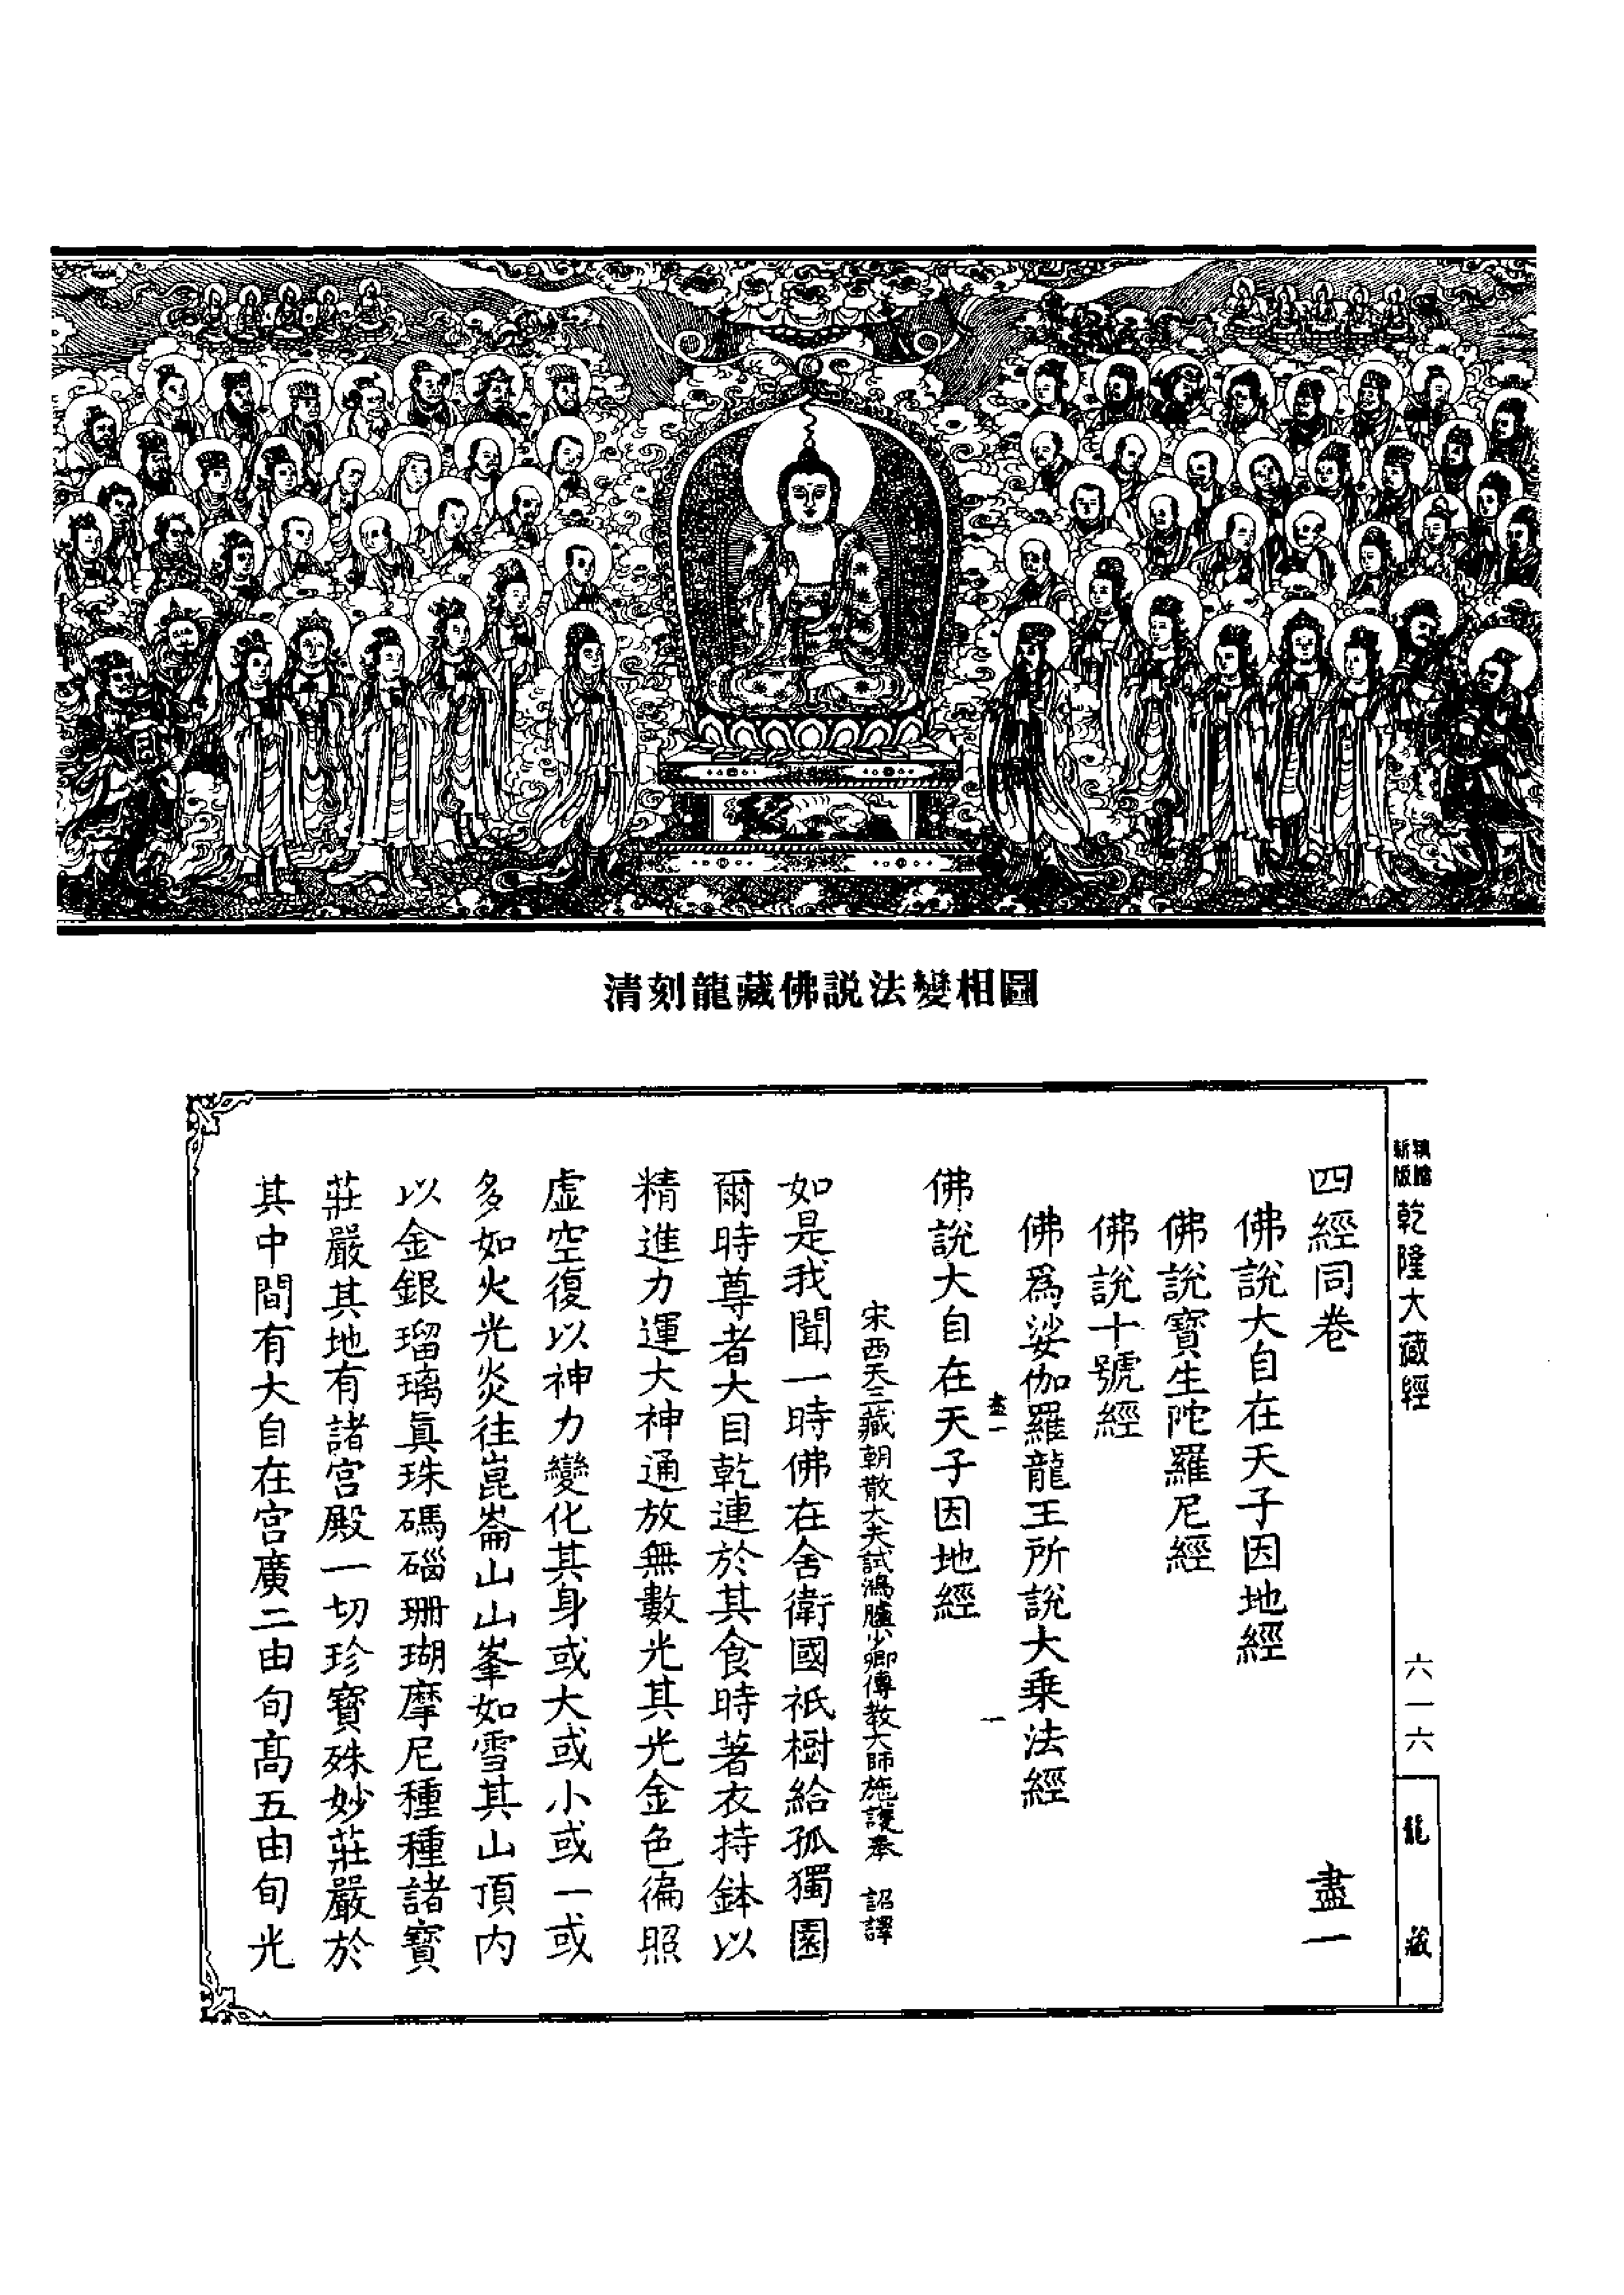 清刻龍藏佛説法變相圖
新版
乾隆大藏經
六一六
龍藏
四經同卷 盡一
佛說大自在天子因地經
佛說寶生陀羅尼經
佛說十號經
佛爲娑伽羅龍王所說大乗法經
盡一 一
佛說大自在天子因地經
宋西天三藏朝散大夫試鴻臚少卿傳教大師施護奉 詔譯
如是我聞一時佛在舍衛國祇樹給孤獨園
爾時尊者大目乾連於其食時著衣持鉢以
精進力運大神通放無數光其光金色徧照
虛空復以神力變化其身或大或小或一或
多如火光炎往崑崙山山峯如雪其山頂内
以金銀瑠璃眞珠碼碯珊瑚摩尼種種諸寶
莊嚴其地有諸宮殿一切珍寶殊妙莊嚴於
其中間有大自在宮廣二由旬髙五由旬光